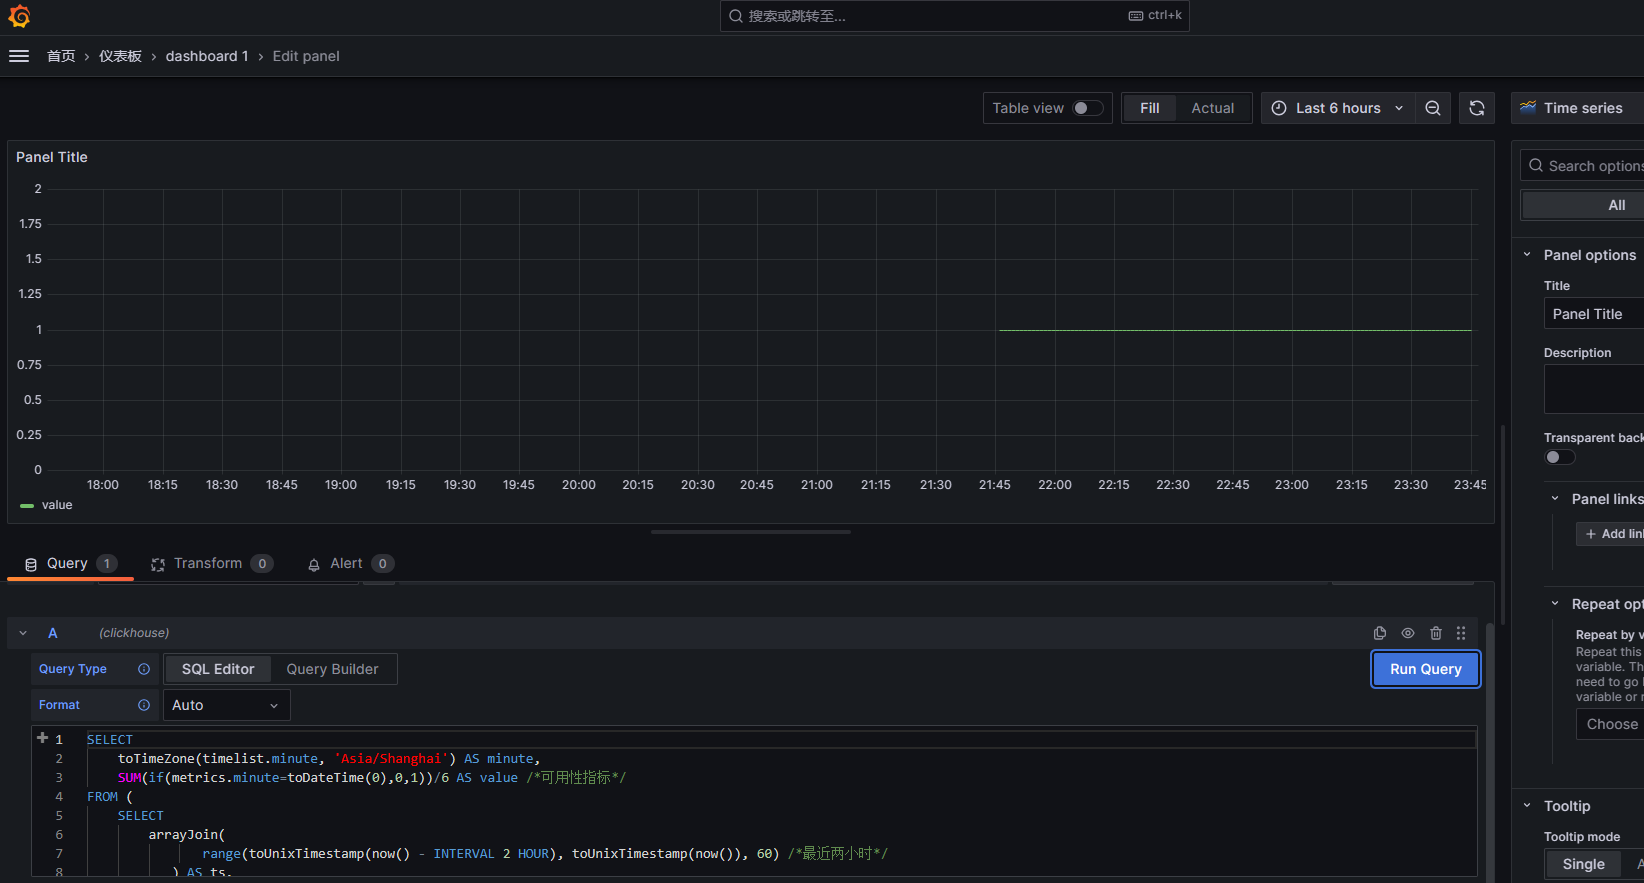 搜索或跳转至...
ctrl+k
首页 › 仪表板 › dashboard 1 › Edit panel
Table view
Fill
Actual
Last 6 hours
Time series
Panel Title
2
1.75
1.5
1.25
1
0.75
0.5
0.25
0
18:00 18:15 18:30 18:45 19:00 19:15 19:30 19:45 20:00 20:15 20:30 20:45 21:00 21:15 21:30 21:45 22:00 22:15 22:30 22:45 23:00 23:15 23:30 23:45
value
Query 1
Transform 0
Alert 0
A (clickhouse)
Query Type
SQL Editor
Query Builder
Run Query
Format
Auto
1 SELECT
2 toTimeZone(timelist.minute, 'Asia/Shanghai') AS minute,
3 SUM(if(metrics.minute=toDateTime(0),0,1))/6 AS value /*可用性指标*/
4 FROM (
5 SELECT
6 arrayJoin(
7 range(toUnixTimestamp(now() - INTERVAL 2 HOUR), toUnixTimestamp(now()), 60) /*最近两小时*/
8 ) AS ts,
Search options
All
Panel options
Title
Panel Title
Description
Transparent back
Panel links
+ Add lin
Repeat opt
Repeat by v
Repeat this
variable. Th
need to go
variable or r
Choose
Tooltip
Tooltip mode
Single
A